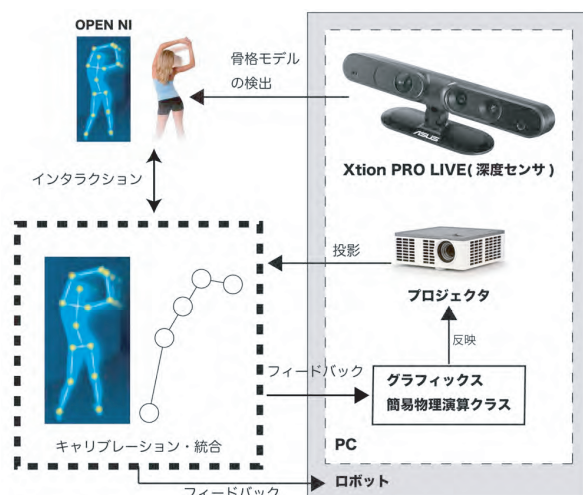 OPEN NI
骨格モデル
の検出
ASUS
Xtion PRO LIVE(深度センサ)
インタラクション
投影
プロジェクタ
反映
フィードバック
グラフィックス
簡易物理演算クラス
キャリブレーション・統合
PC
ロボット
フィードバック